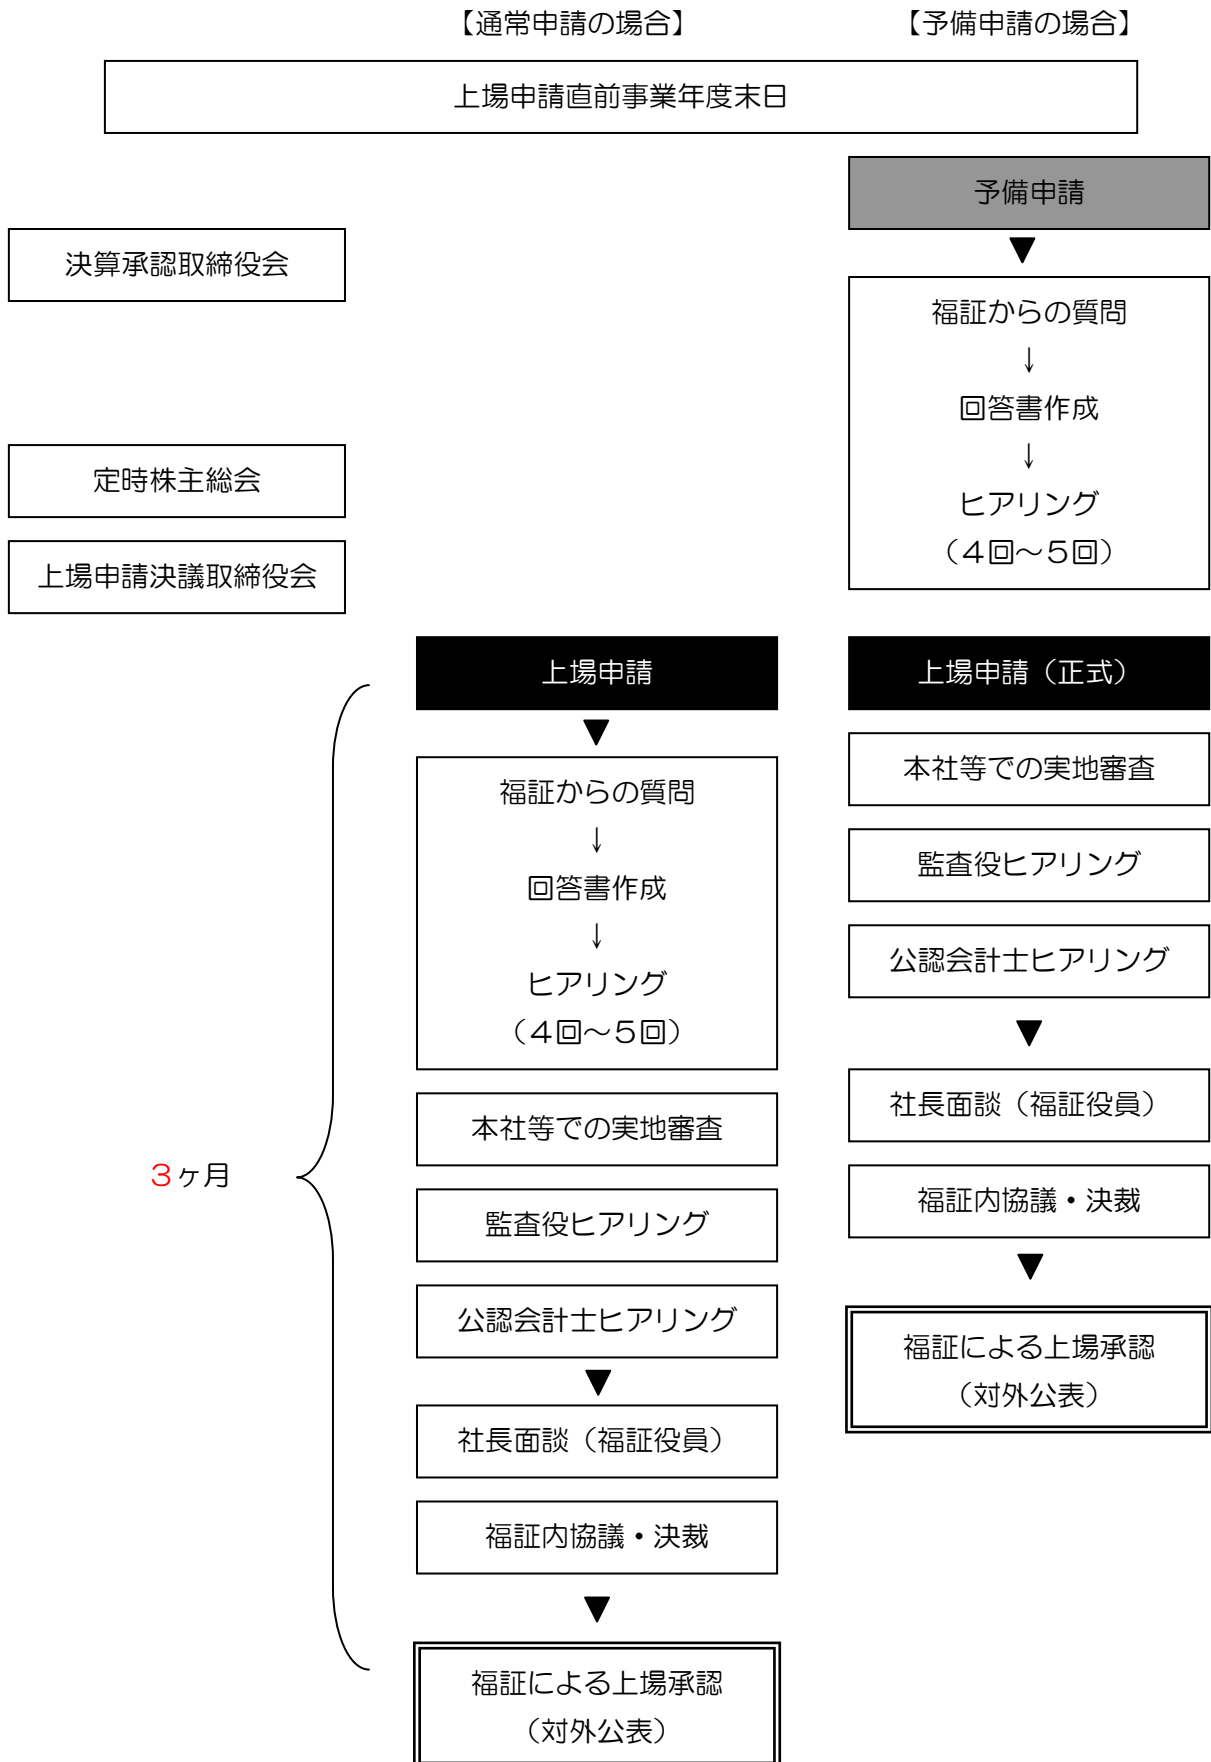 【通常申請の場合】
【予備申請の場合】
上場申請直前事業年度末日
予備申請
▼
決算承認取締役会
福証からの質問
↓
回答書作成
↓
ヒアリング
（４回～５回）
定時株主総会
上場申請決議取締役会
上場申請
▼
福証からの質問
↓
回答書作成
↓
ヒアリング
（４回～５回）
本社等での実地審査
監査役ヒアリング
公認会計士ヒアリング
▼
社長面談（福証役員）
福証内協議・決裁
▼
福証による上場承認
（対外公表）
３ヶ月
上場申請（正式）
本社等での実地審査
監査役ヒアリング
公認会計士ヒアリング
▼
社長面談（福証役員）
福証内協議・決裁
▼
福証による上場承認
（対外公表）